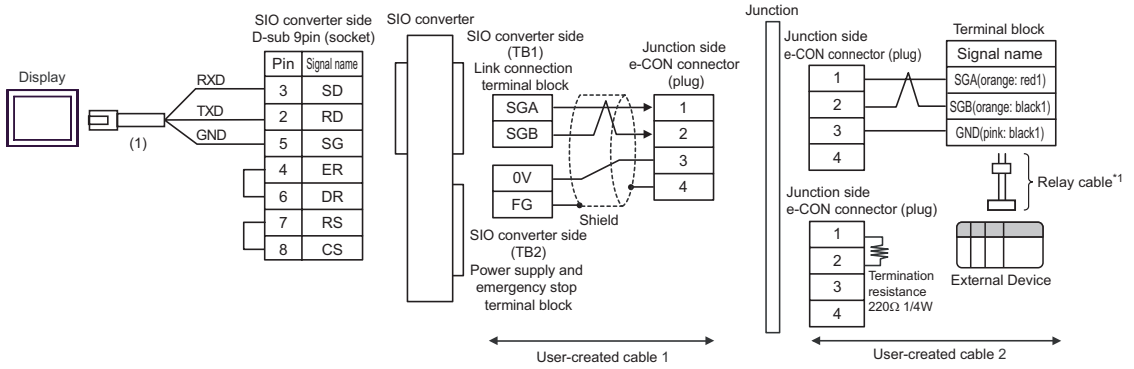 Display
(1)
RXD
TXD
GND
SIO converter side
D-sub 9pin (socket)
Pin Signal name
3 SD
2 RD
5 SG
4 ER
6 DR
7 RS
8 CS
SIO converter
SIO converter side
(TB1)
Link connection
terminal block
SGA
SGB
0V
FG
SIO converter side
(TB2)
Power supply and
emergency stop
terminal block
Shield
Junction side
e-CON connector
(plug)
1
2
3
4
User-created cable 1
Junction
Junction side
e-CON connector (plug)
1
2
3
4
Terminal block
Signal name
SGA(orange: red1)
SGB(orange: black1)
GND(pink: black1)
Relay cable*1
External Device
Junction side
e-CON connector (plug)
1
2
3
4
Termination
resistance
220Ω 1/4W
User-created cable 2